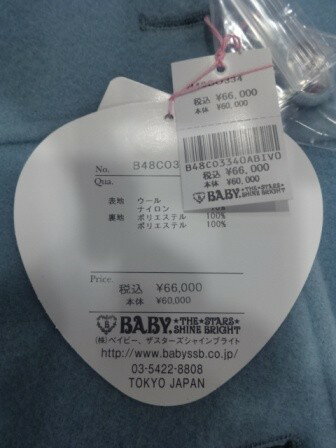 B48CO334
税込 ¥66,000
本体 ¥60,000
B48CO334OABIVO
税込 ¥66,000
本体 ¥60,000
BABY, THE STARS SHINE BRIGHT
No. B48CO3
Qua.
表地 ウール
ナイロン
裏地 ポリエステル 100%
ポリエステル 100%
Price.
税込 ¥66,000
本体 ¥60,000
BABY, THE STARS SHINE BRIGHT
(株)ベイビー、ザスターズシャインブライト
http://www.babyssb.co.jp/
03-5422-8808
TOKYO JAPAN